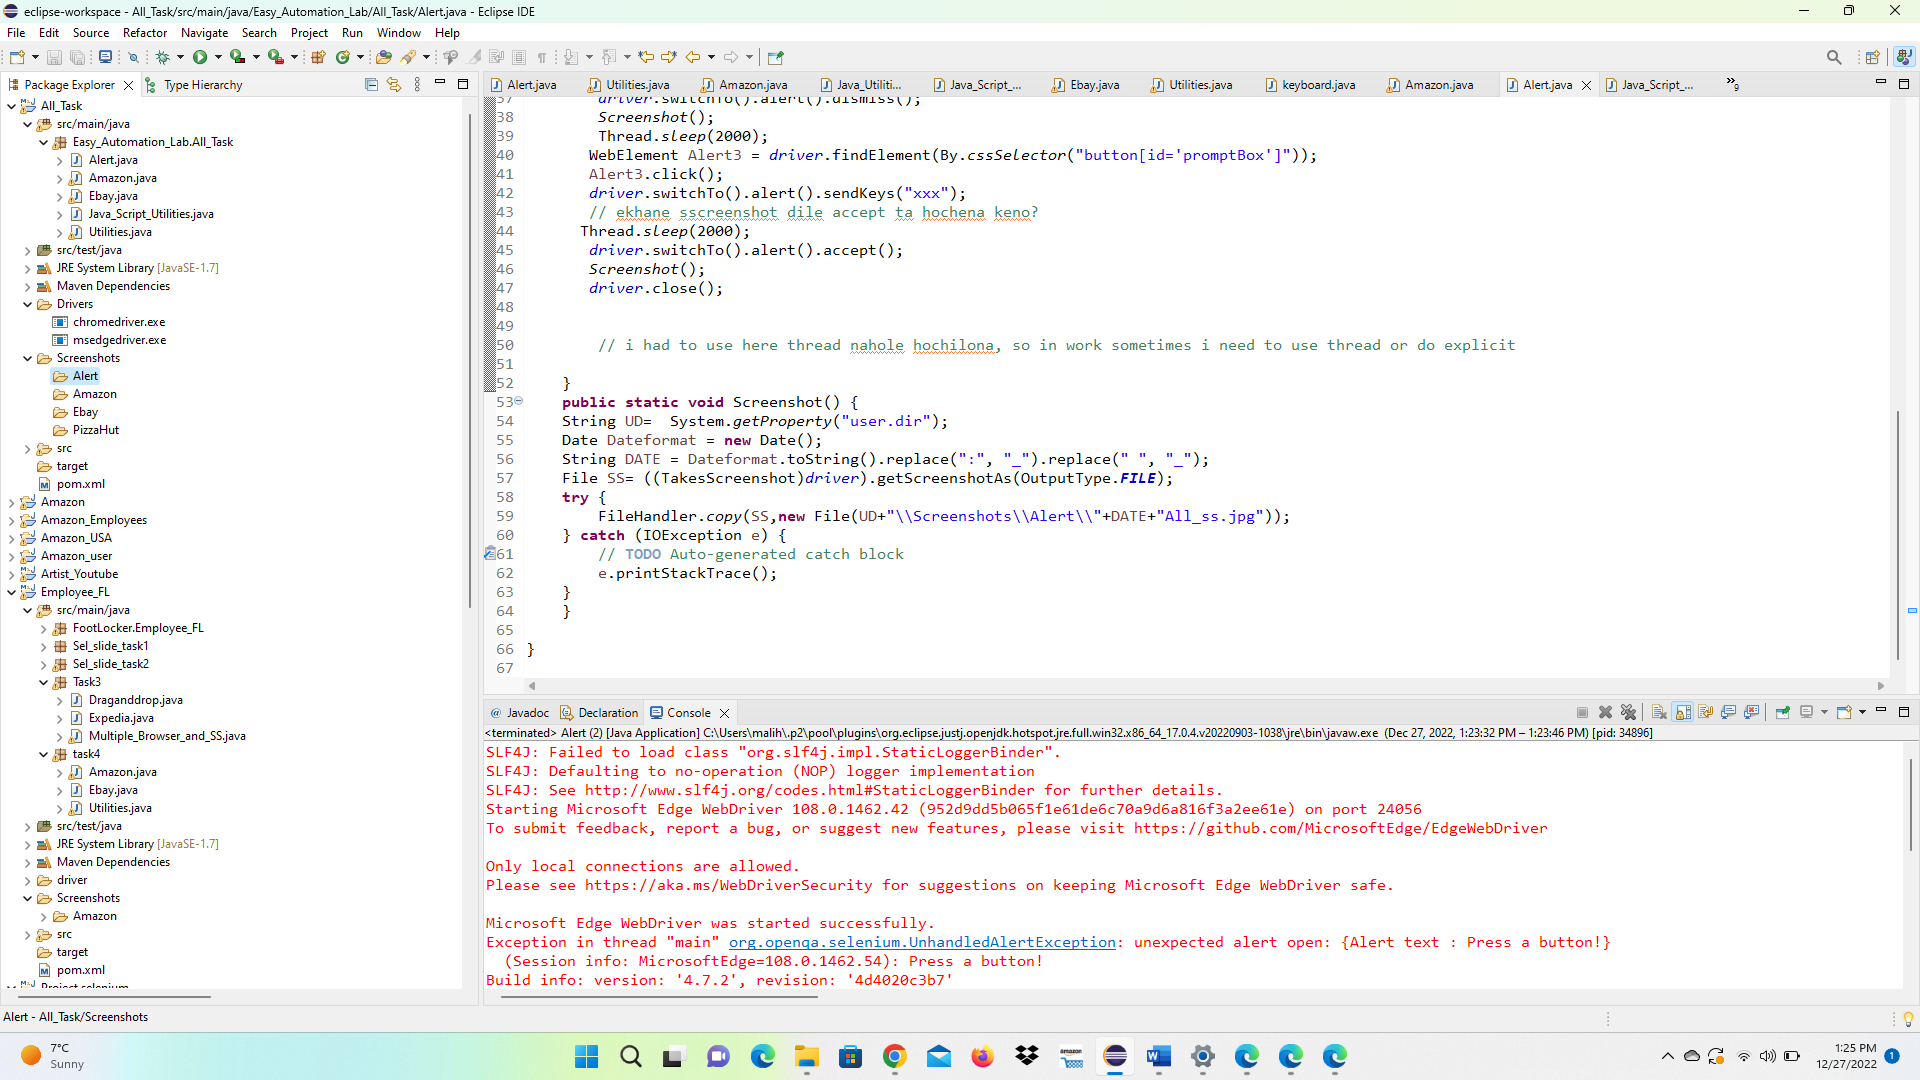 eclipse-workspace - All_Task/src/main/java/Easy_Automation_Lab/All_Task/Alert.java - Eclipse IDE
File Edit Source Refactor Navigate Search Project Run Window Help
Package Explorer Type Hierarchy
All_Task
src/main/java
Easy_Automation_Lab.All_Task
Alert.java
Amazon.java
Ebay.java
Java_Script_Utilities.java
Utilities.java
src/test/java
JRE System Library [JavaSE-1.7]
Maven Dependencies
Drivers
chromedriver.exe
msedgedriver.exe
Screenshots
Alert
Amazon
Ebay
PizzaHut
src
target
pom.xml
Amazon
Amazon_Employees
Amazon_USA
Amazon_user
Artist_Youtube
Employee_FL
src/main/java
FootLocker.Employee_FL
Sel_slide_task1
Sel_slide_task2
Task3
Draganddrop.java
Expedia.java
Multiple_Browser_and_SS.java
task4
Amazon.java
Ebay.java
Utilities.java
src/test/java
JRE System Library [JavaSE-1.7]
Maven Dependencies
driver
Screenshots
Amazon
src
target
pom.xml
Project selenium
Alert.java Utilities.java Amazon.java Java_Utiliti... Java_Script_... Ebay.java Utilities.java keyboard.java Amazon.java Alert.java Java_Script_... »9
37 driver.switchTo().alert().dismiss();
38 Screenshot();
39 Thread.sleep(2000);
40 WebElement Alert3 = driver.findElement(By.cssSelector("button[id='promptBox']"));
41 Alert3.click();
42 driver.switchTo().alert().sendKeys("xxx");
43 // ekhane sscreenshot dile accept ta hochena keno?
44 Thread.sleep(2000);
45 driver.switchTo().alert().accept();
46 Screenshot();
47 driver.close();
48
49
50 // i had to use here thread nahole hochilona, so in work sometimes i need to use thread or do explicit
51
52 }
53 public static void Screenshot() {
54 String UD= System.getProperty("user.dir");
55 Date Dateformat = new Date();
56 String DATE = Dateformat.toString().replace(":", "_").replace(" ", "_");
57 File SS= ((TakesScreenshot)driver).getScreenshotAs(OutputType.FILE);
58 try {
59 FileHandler.copy(SS,new File(UD+"\\Screenshots\\Alert\\"+DATE+"All_ss.jpg"));
60 } catch (IOException e) {
61 // TODO Auto-generated catch block
62 e.printStackTrace();
63 }
64 }
65
66 }
67
Javadoc Declaration Console
<terminated> Alert (2) [Java Application] C:\Users\malih\.p2\pool\plugins\org.eclipse.justj.openjdk.hotspot.jre.full.win32.x86_64_17.0.4.v20220903-1038\jre\bin\javaw.exe (Dec 27, 2022, 1:23:32 PM – 1:23:46 PM) [pid: 34896]
SLF4J: Failed to load class "org.slf4j.impl.StaticLoggerBinder".
SLF4J: Defaulting to no-operation (NOP) logger implementation
SLF4J: See http://www.slf4j.org/codes.html#StaticLoggerBinder for further details.
Starting Microsoft Edge WebDriver 108.0.1462.42 (952d9dd5b065f1e61de6c70a9d6a816f3a2ee61e) on port 24056
To submit feedback, report a bug, or suggest new features, please visit https://github.com/MicrosoftEdge/EdgeWebDriver
Only local connections are allowed.
Please see https://aka.ms/WebDriverSecurity for suggestions on keeping Microsoft Edge WebDriver safe.
Microsoft Edge WebDriver was started successfully.
Exception in thread "main" org.openqa.selenium.UnhandledAlertException: unexpected alert open: {Alert text : Press a button!}
(Session info: MicrosoftEdge=108.0.1462.54): Press a button!
Build info: version: '4.7.2', revision: '4d4020c3b7'
Alert - All_Task/Screenshots
7°C
Sunny
amazon
1:25 PM
12/27/2022
1